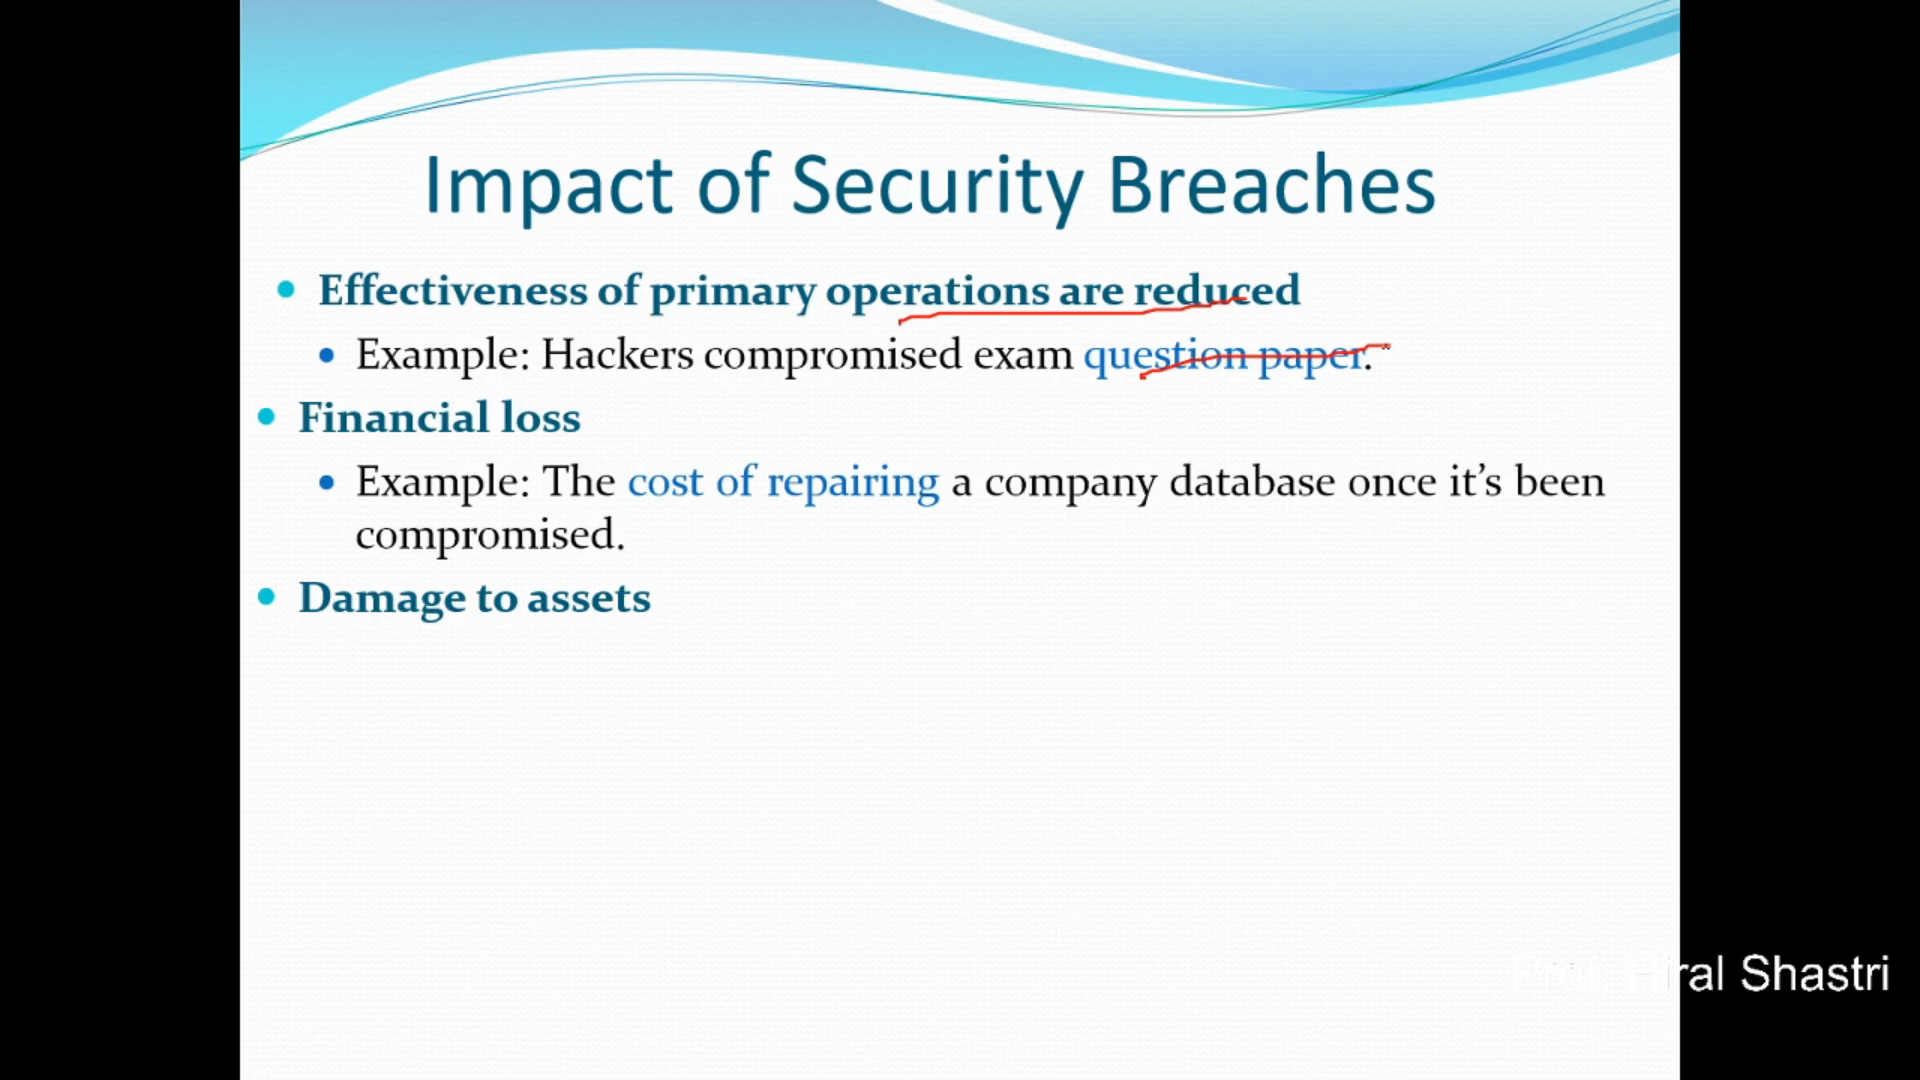 Impact of Security Breaches
• Effectiveness of primary operations are reduced
• Example: Hackers compromised exam question paper.
• Financial loss
• Example: The cost of repairing a company database once it’s been
compromised.
• Damage to assets
Hiral Shastri